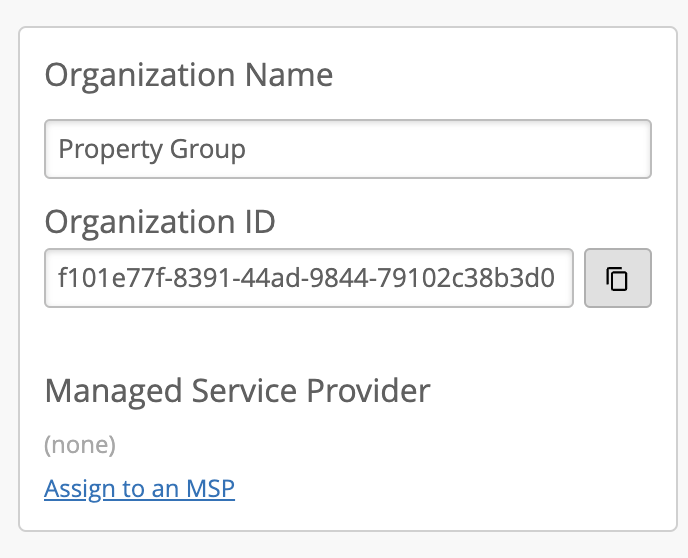 Organization Name
Property Group
Organization ID
f101e77f-8391-44ad-9844-79102c38b3d0
Managed Service Provider
(none)
Assign to an MSP